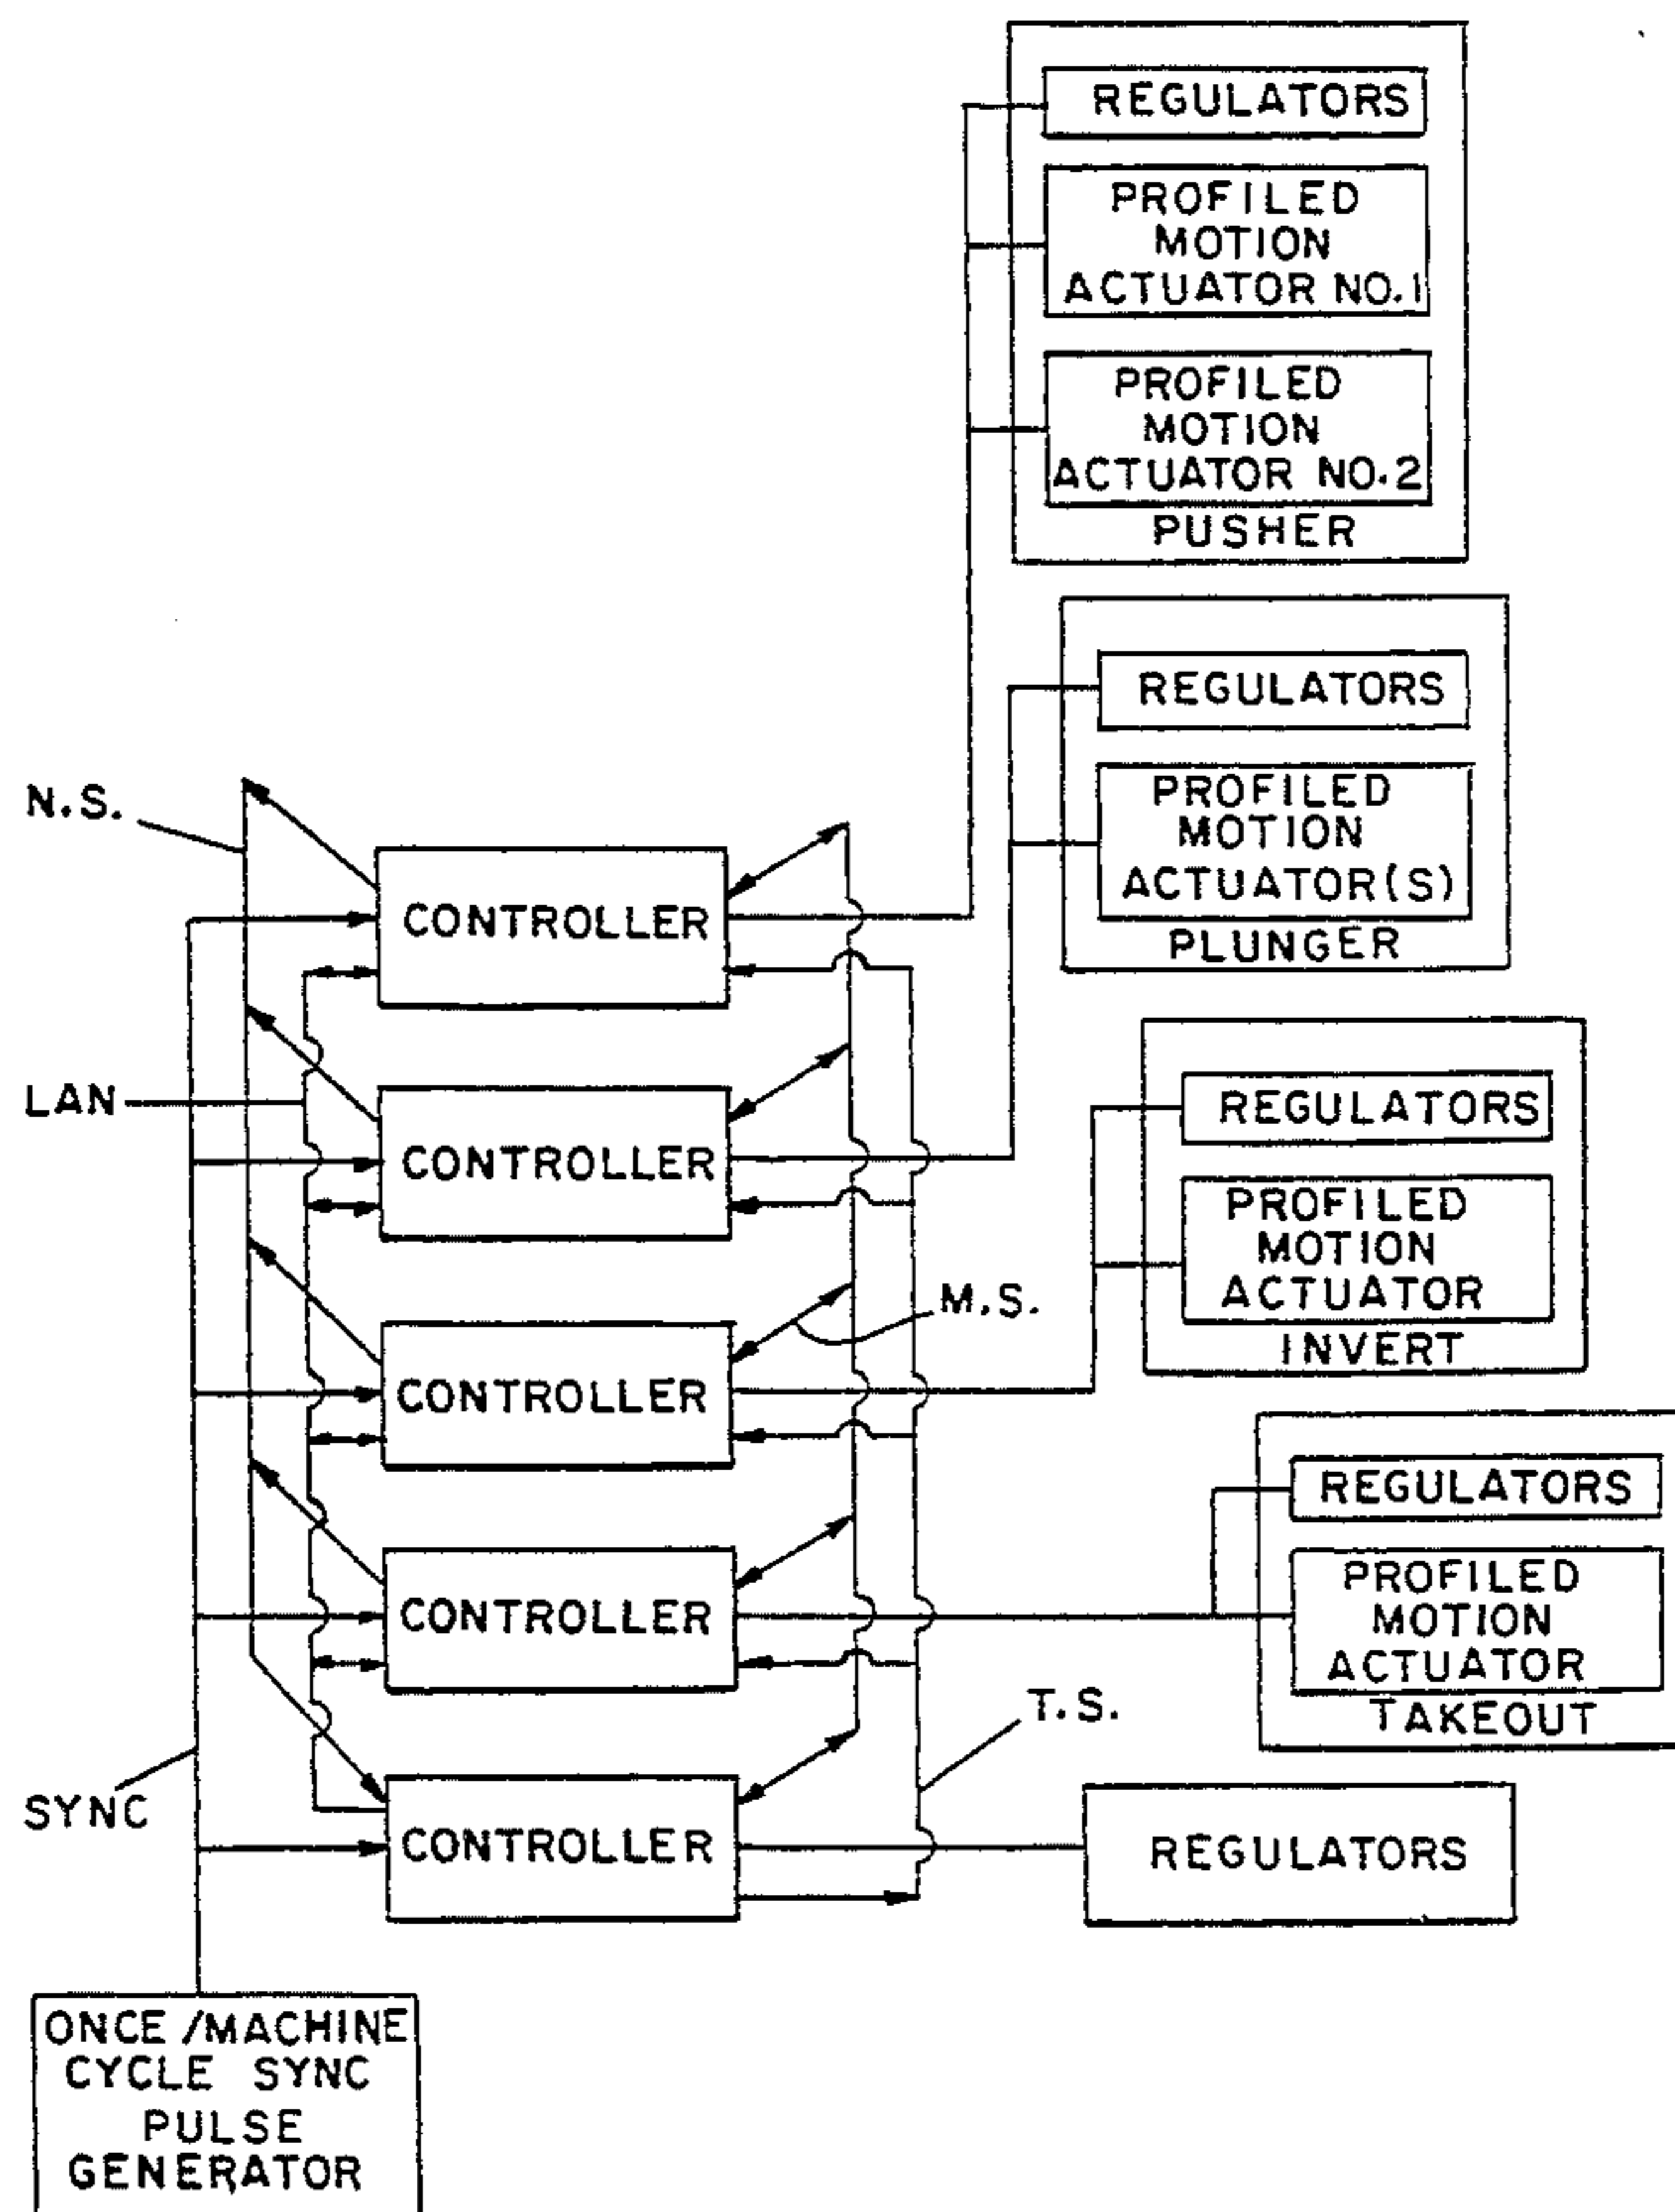 REGULATORS
PROFILED
MOTION
ACTUATOR NO.1
PROFILED
MOTION
ACTUATOR NO.2
PUSHER
REGULATORS
PROFILED
MOTION
ACTUATOR(S)
PLUNGER
N.S.
CONTROLLER
LAN
CONTROLLER
REGULATORS
PROFILED
MOTION
ACTUATOR
INVERT
M.S.
CONTROLLER
REGULATORS
PROFILED
MOTION
ACTUATOR
TAKEOUT
CONTROLLER
T.S.
SYNC
CONTROLLER
REGULATORS
ONCE /MACHINE
CYCLE SYNC
PULSE
GENERATOR